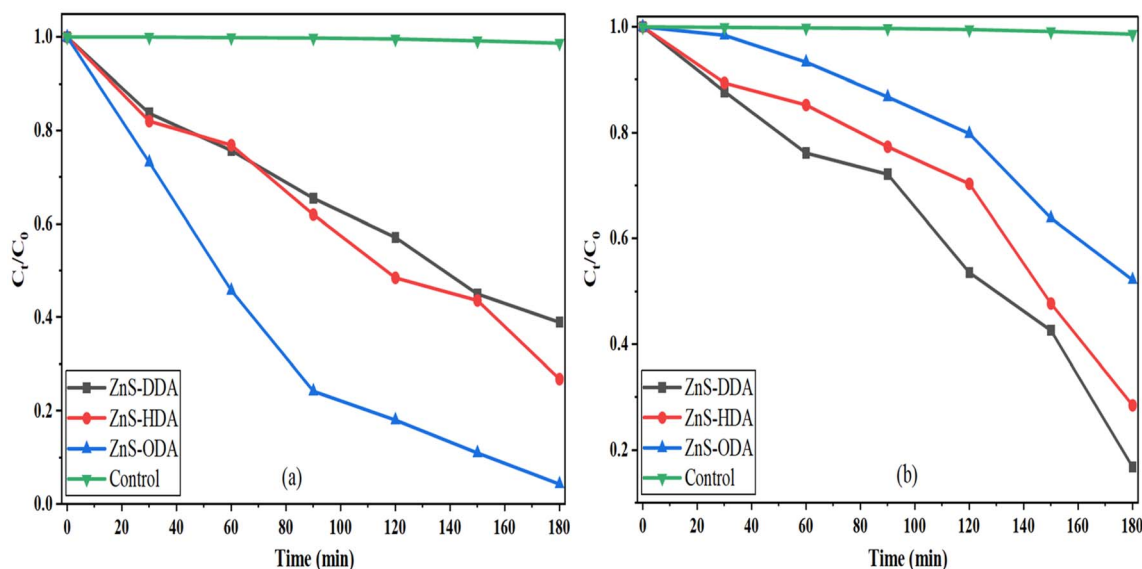 1.0
0.8
0.6
0.4
0.2
0.0
Cₜ/C₀
ZnS-DDA
ZnS-HDA
ZnS-ODA
Control
(a)
0 20 40 60 80 100 120 140 160 180
Time (min)
1.0
0.8
0.6
0.4
0.2
Cₜ/C₀
ZnS-DDA
ZnS-HDA
ZnS-ODA
Control
(b)
0 20 40 60 80 100 120 140 160 180
Time (min)